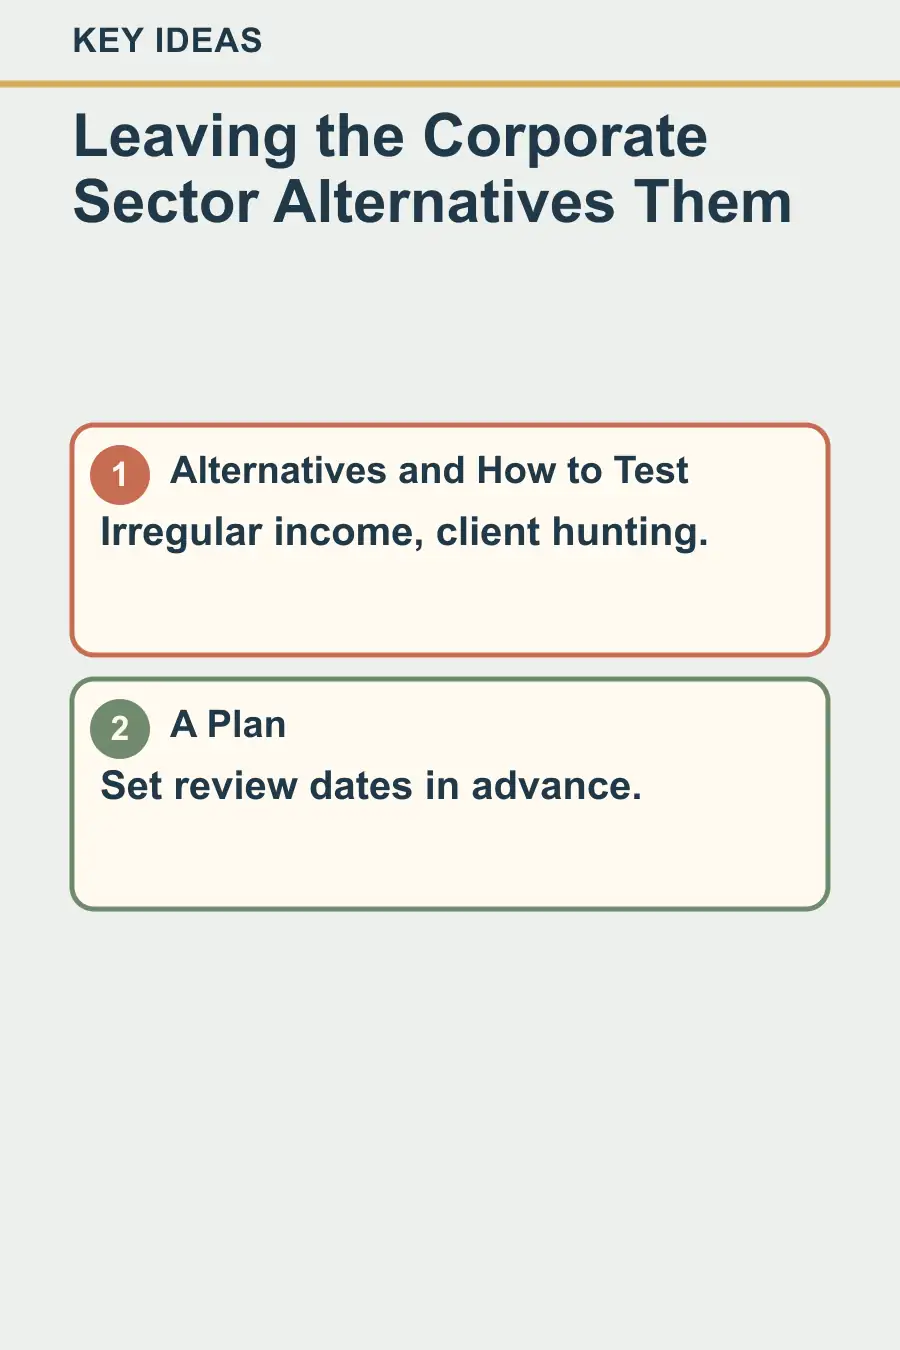 KEY IDEAS
Leaving the Corporate
Sector Alternatives Them
1 Alternatives and How to Test
Irregular income, client hunting.
2 A Plan
Set review dates in advance.